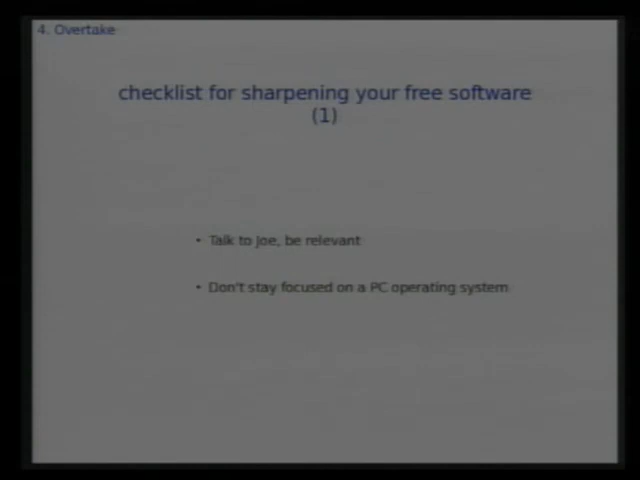 4. Overtake
checklist for sharpening your free software
(1)
• Talk to Joe, be relevant
• Don't stay focused on a PC operating system